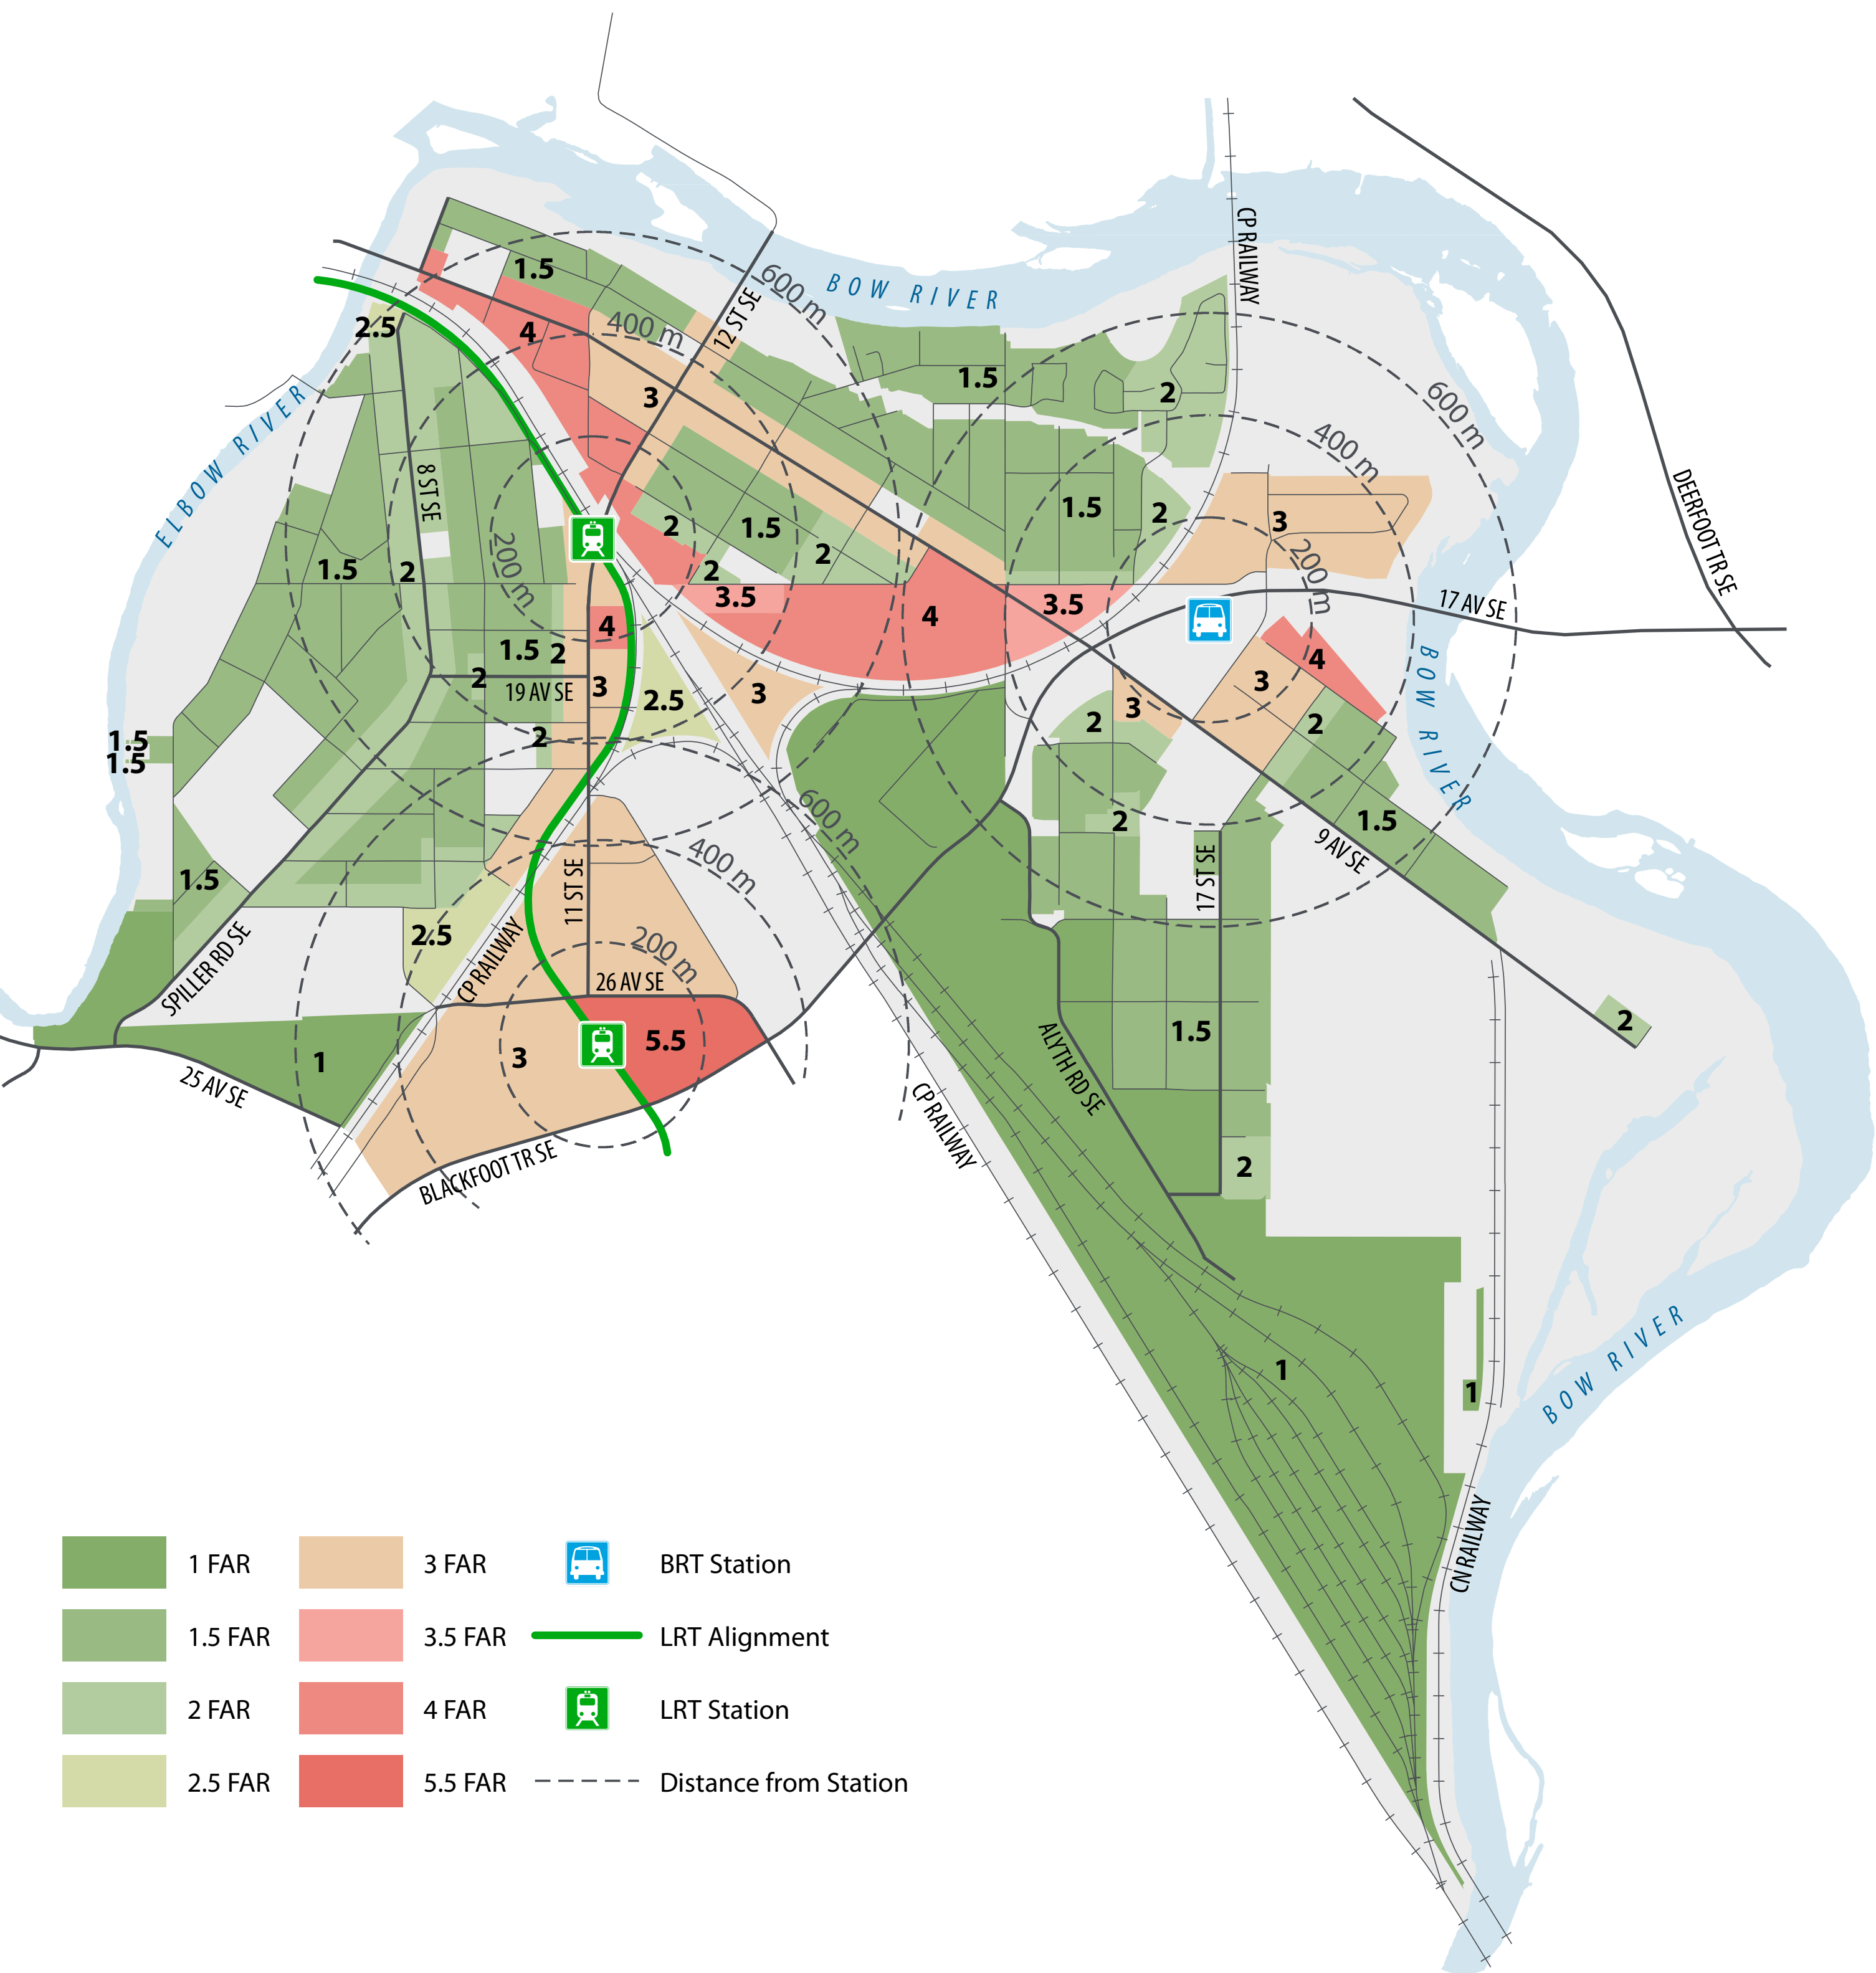 CP RAILWAY
600 m
BOW RIVER
1.5
12 ST SE
2.5
4
400 m
3
1.5
2
600 m
400 m
ELBOW RIVER
8 ST SE
DEERFOOT TR SE
2
1.5
2
1.5
2
3
200 m
1.5
2
2
3.5
4
3.5
200 m
17 AV SE
4
1.5
2
2
19 AV SE
3
2.5
3
4
3
BOW RIVER
2
3
2
1.5
1.5
2
600 m
2
1.5
9 AV SE
400 m
1.5
11 ST SE
17 ST SE
2.5
SPILLER RD SE
CP RAILWAY
200 m
26 AV SE
2
1
3
5.5
1.5
ALYTH RD SE
25 AV SE
CP RAILWAY
BLACKFOOT TR SE
2
1
1
BOW RIVER
CN RAILWAY
1 FAR
3 FAR
BRT Station
1.5 FAR
3.5 FAR
LRT Alignment
2 FAR
4 FAR
LRT Station
2.5 FAR
5.5 FAR
Distance from Station